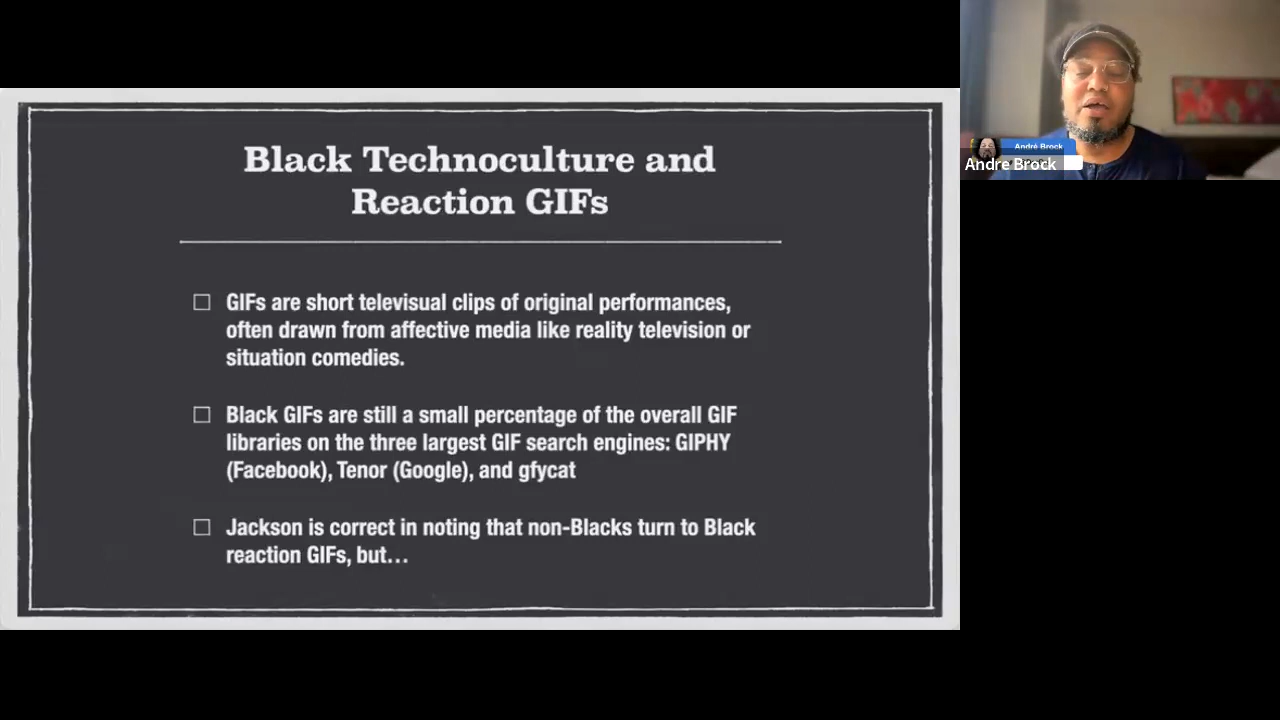 Black Technoculture and
Reaction GIFs
GIFs are short televisual clips of original performances,
often drawn from affective media like reality television or
situation comedies.
Black GIFs are still a small percentage of the overall GIF
libraries on the three largest GIF search engines: GIPHY
(Facebook), Tenor (Google), and gfycat
Jackson is correct in noting that non-Blacks turn to Black
reaction GIFs, but…
André Brock
Andre Brock